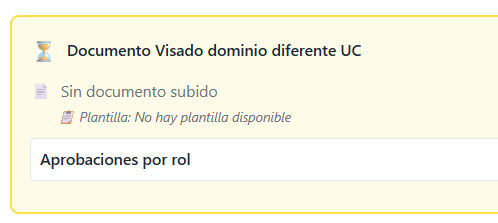 Documento Visado dominio diferente UC
Sin documento subido
Plantilla: No hay plantilla disponible
Aprobaciones por rol